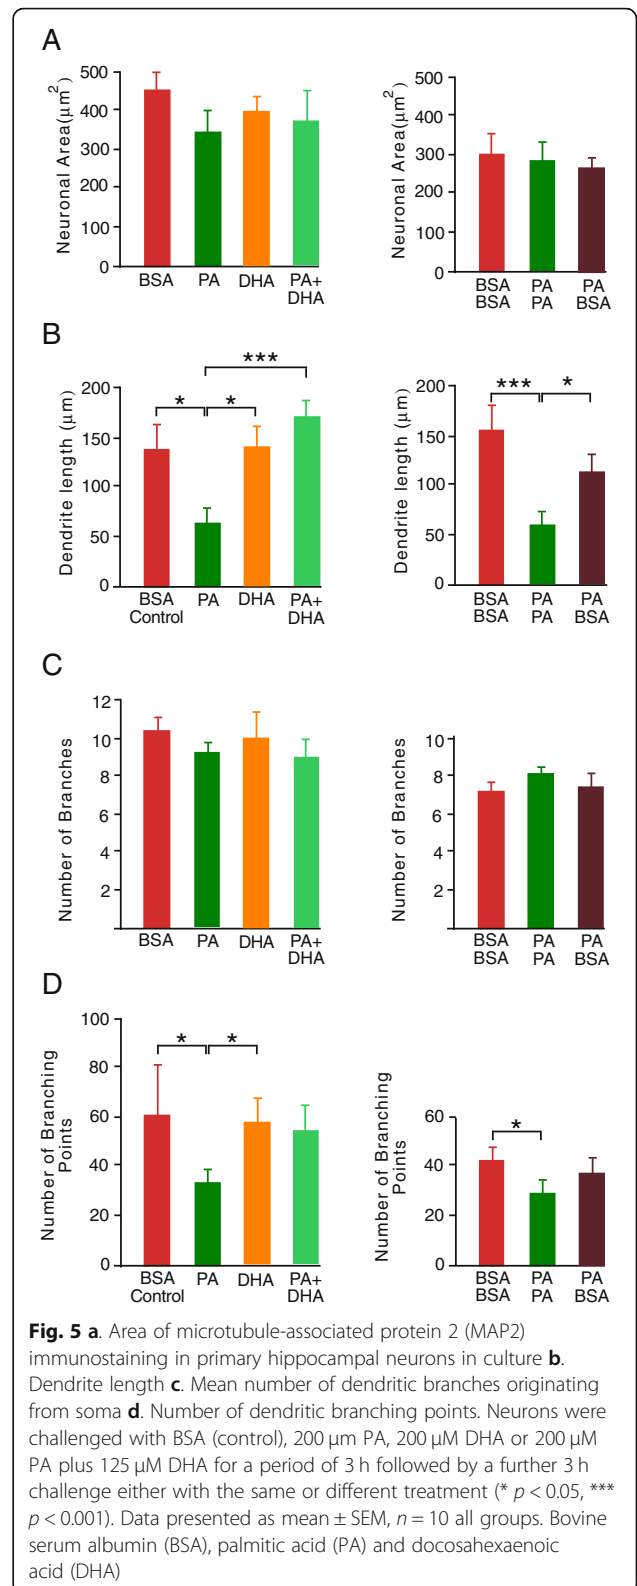 A
Neuronal Area(μm²)
500
400
300
200
100
0
BSA PA DHA PA+
DHA
Neuronal Area(μm²)
500
400
300
200
100
0
BSA PA PA
BSA PA BSA
B
Dendrite length (μm)
200
150
100
50
0
* * ***
BSA PA DHA PA+
Control DHA
Dendrite length (μm)
200
150
100
50
0
*** *
BSA PA PA
BSA PA BSA
C
Number of Branches
12
10
8
6
4
2
BSA PA DHA PA+
DHA
Number of Branches
10
8
6
4
2
BSA PA PA
BSA PA BSA
D
Number of Branching
Points
100
80
60
40
20
0
* *
BSA PA DHA PA+
Control DHA
Number of Branching
Points
60
40
20
0
*
BSA PA PA
BSA PA BSA
Fig. 5 a. Area of microtubule-associated protein 2 (MAP2)
immunostaining in primary hippocampal neurons in culture b.
Dendrite length c. Mean number of dendritic branches originating
from soma d. Number of dendritic branching points. Neurons were
challenged with BSA (control), 200 μm PA, 200 μM DHA or 200 μM
PA plus 125 μM DHA for a period of 3 h followed by a further 3 h
challenge either with the same or different treatment (* p < 0.05, ***
p < 0.001). Data presented as mean ± SEM, n = 10 all groups. Bovine
serum albumin (BSA), palmitic acid (PA) and docosahexaenoic
acid (DHA)